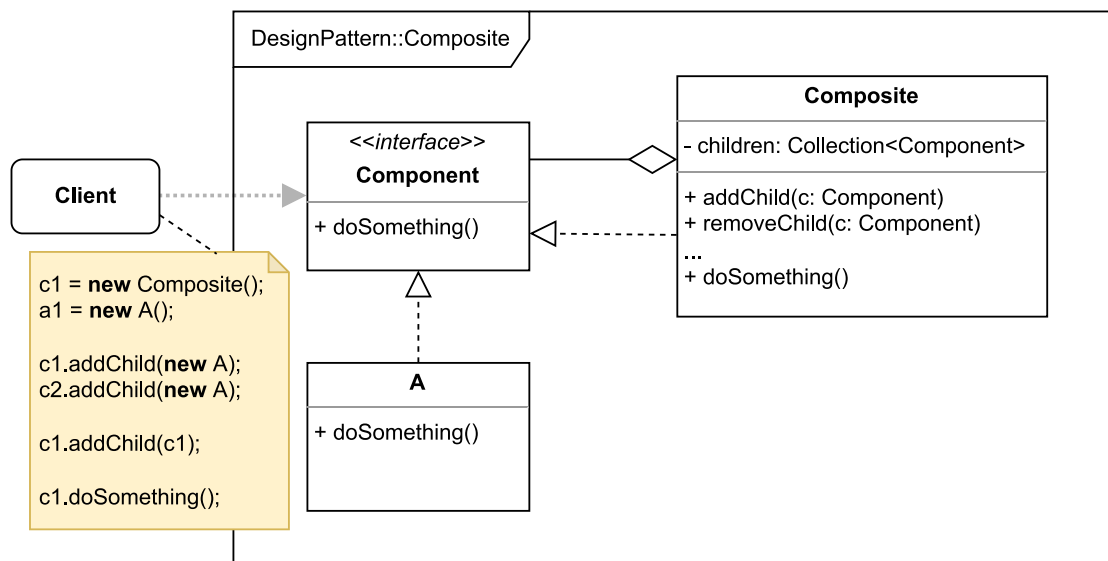 DesignPattern::Composite
Client
<<interface>>
Component
+ doSomething()
Composite
- children: Collection<Component>
+ addChild(c: Component)
+ removeChild(c: Component)
...
+ doSomething()
c1 = new Composite();
a1 = new A();
c1.addChild(new A);
c2.addChild(new A);
c1.addChild(c1);
c1.doSomething();
A
+ doSomething()